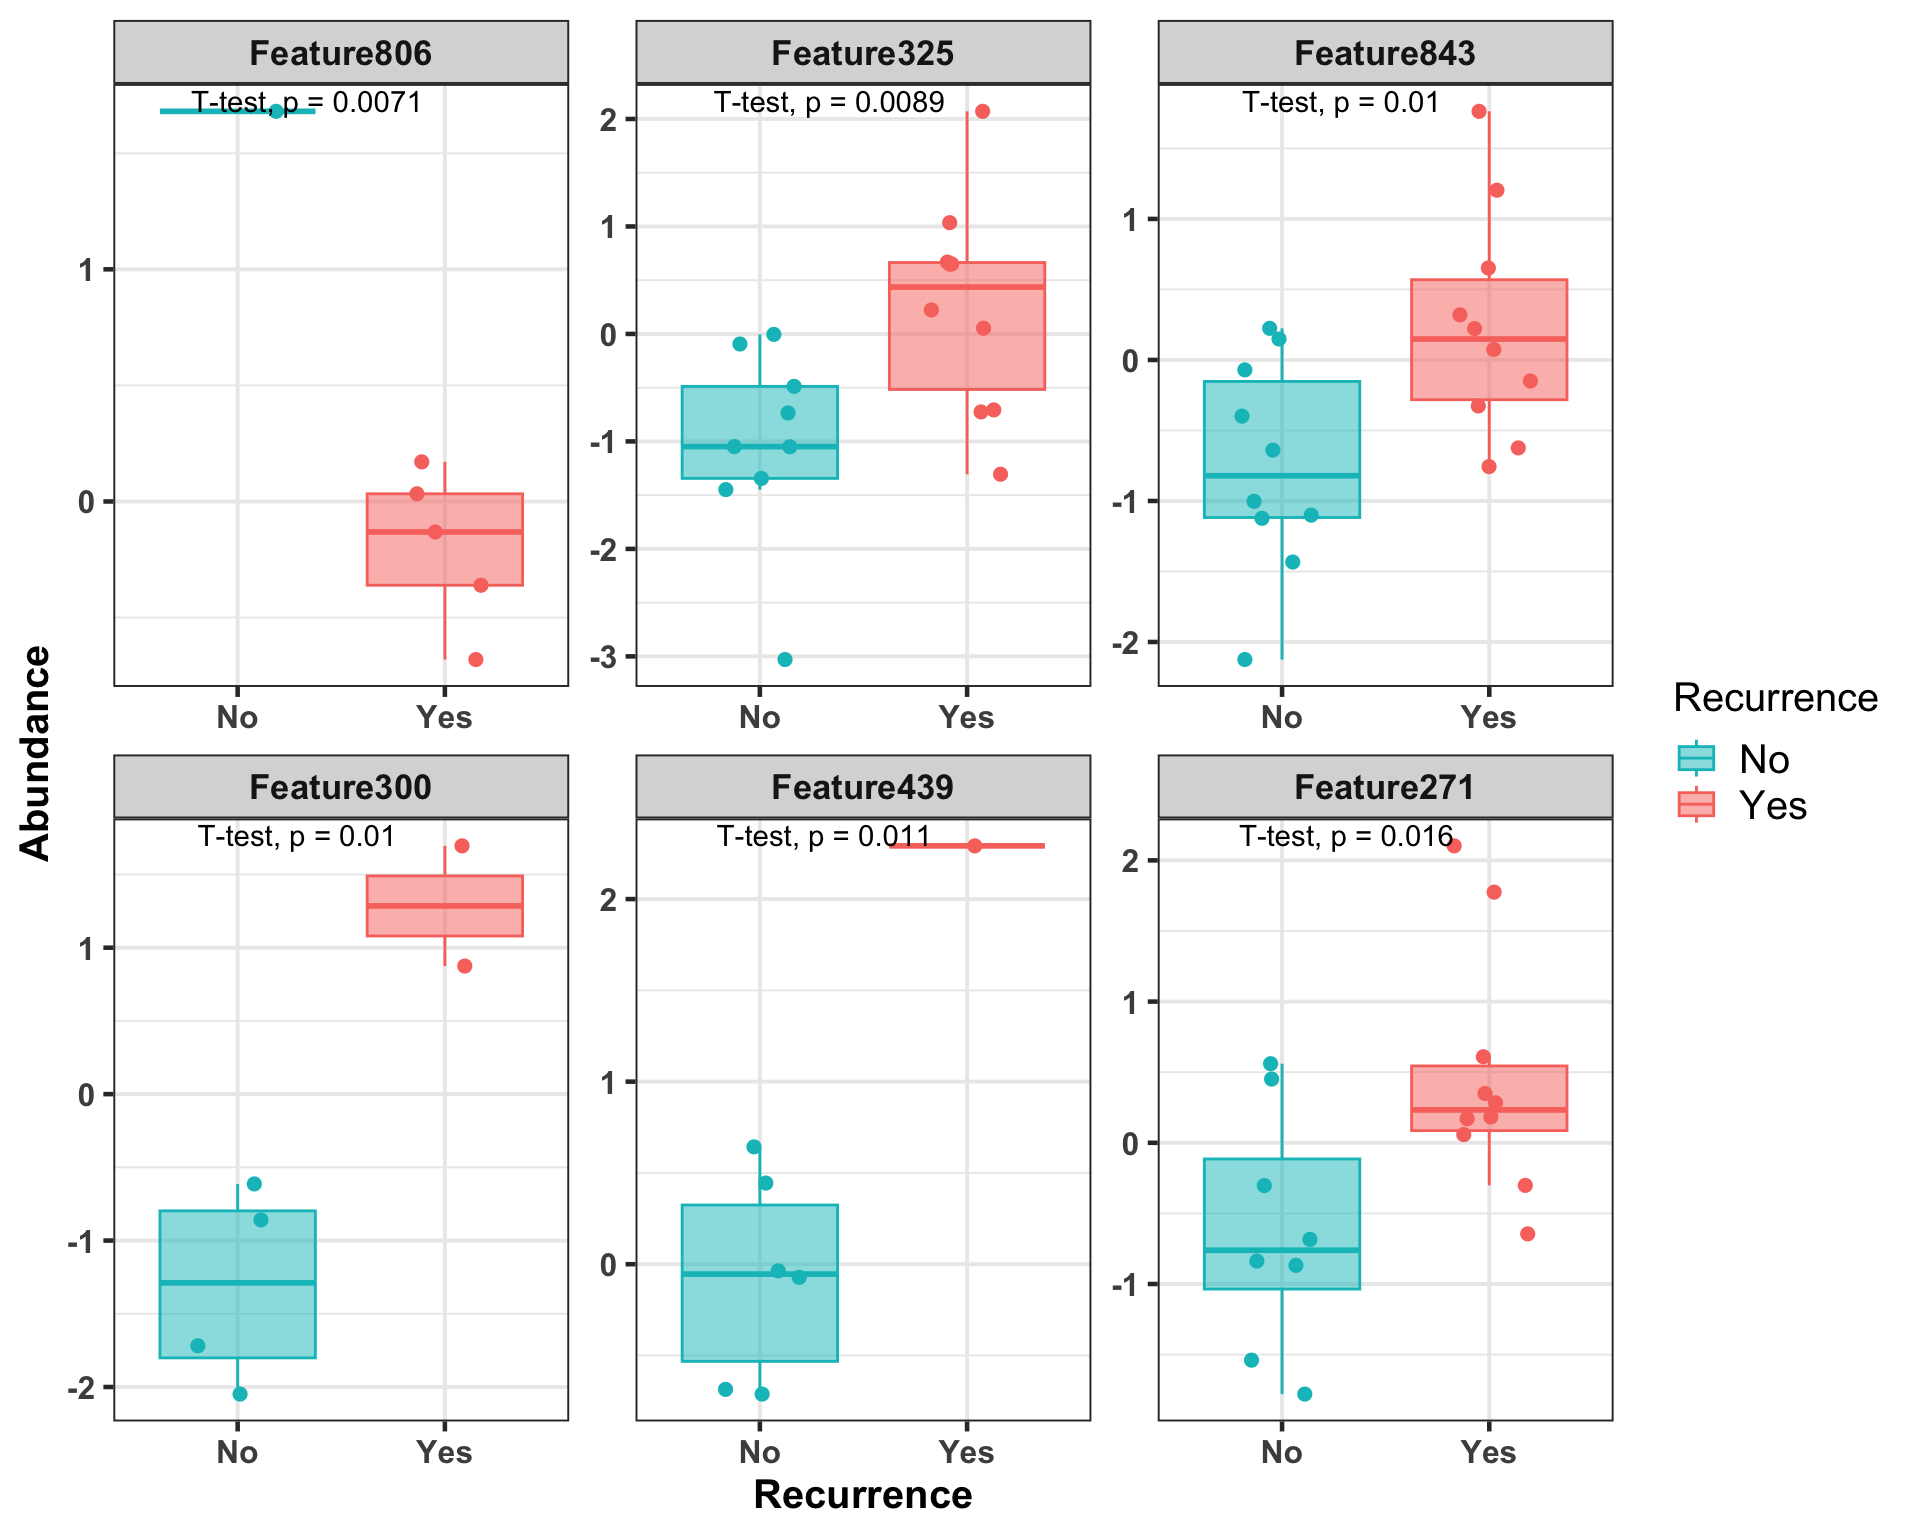 Feature806
Feature325
Feature843
T-test, p = 0.0071
T-test, p = 0.0089
T-test, p = 0.01
1
0
2
1
0
-1
-2
-3
1
0
-1
-2
No
Yes
No
Yes
No
Yes
Abundance
Feature300
Feature439
Feature271
T-test, p = 0.01
T-test, p = 0.011
T-test, p = 0.016
1
0
-1
-2
2
1
0
2
1
0
-1
No
Yes
No
Yes
No
Yes
Recurrence
Recurrence
No
Yes